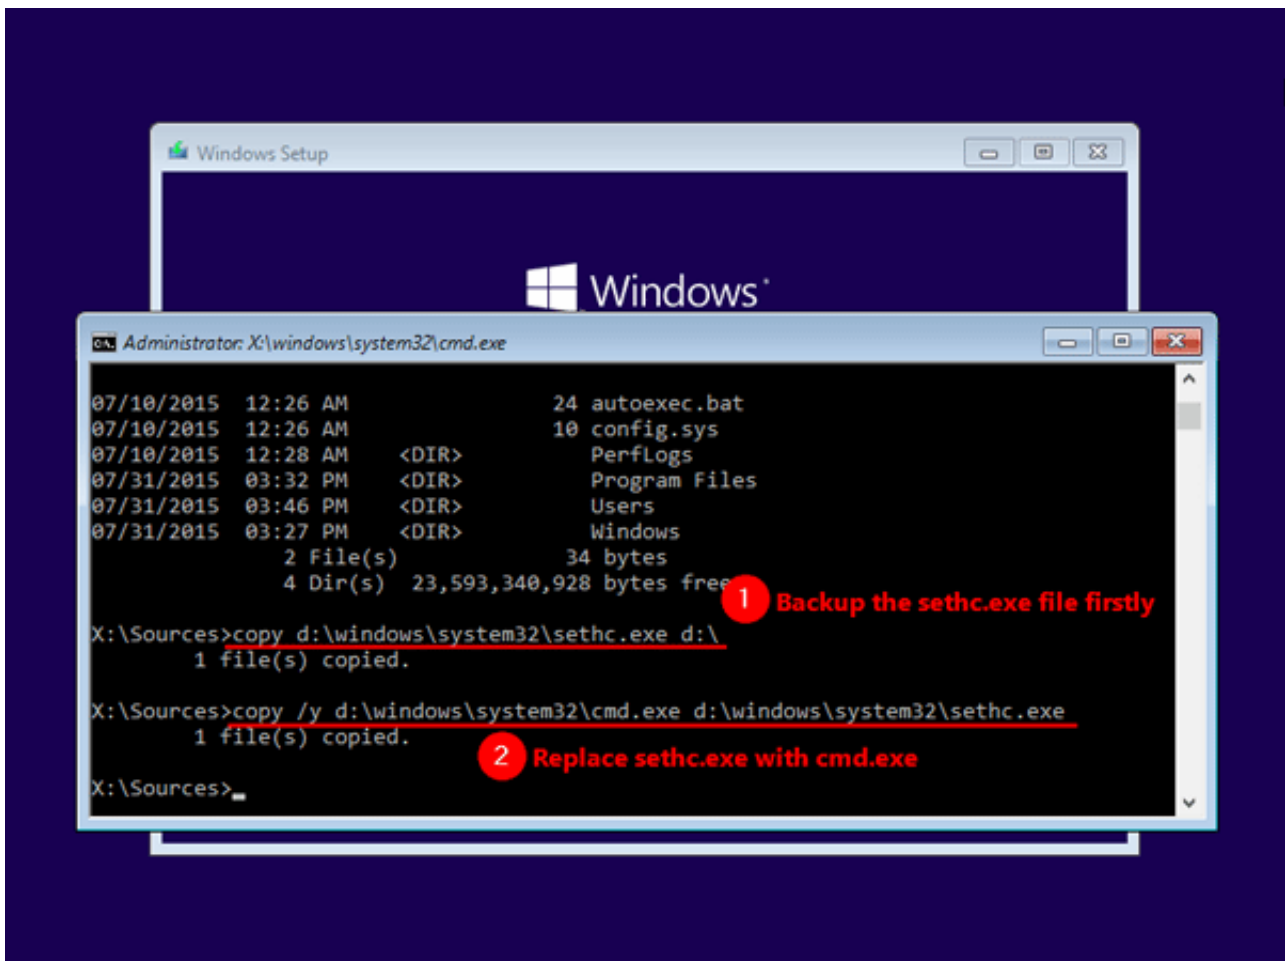 Windows Setup
Windows
Administrator: X:\windows\system32\cmd.exe
07/10/2015  12:26 AM                24 autoexec.bat
07/10/2015  12:26 AM                10 config.sys
07/10/2015  12:28 AM    <DIR>          PerfLogs
07/31/2015  03:32 PM    <DIR>          Program Files
07/31/2015  03:46 PM    <DIR>          Users
07/31/2015  03:27 PM    <DIR>          Windows
2 File(s)             34 bytes
4 Dir(s)  23,593,340,928 bytes free
1 Backup the sethc.exe file firstly
X:\Sources>copy d:\windows\system32\sethc.exe d:\
1 file(s) copied.
X:\Sources>copy /y d:\windows\system32\cmd.exe d:\windows\system32\sethc.exe
1 file(s) copied.
2 Replace sethc.exe with cmd.exe
X:\Sources>